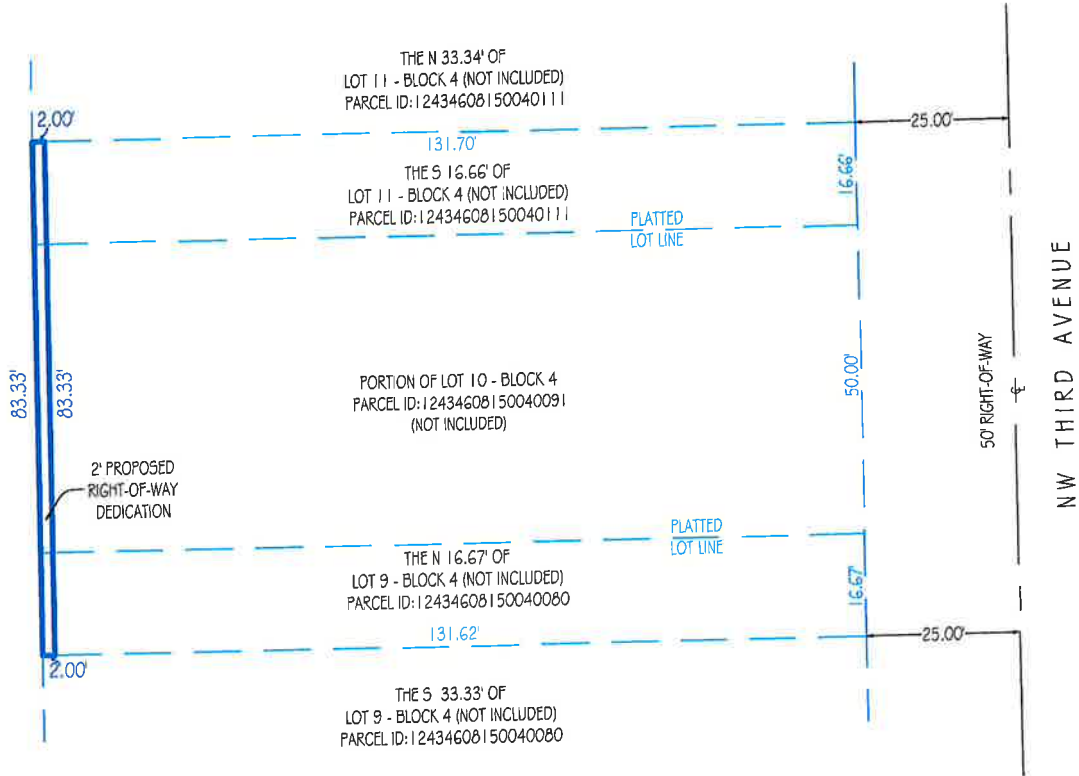 THE N 33.34' OF
LOT 11 - BLOCK 4 (NOT INCLUDED)
PARCEL ID:12434608150040111
2.00'
25.00'
131.70'
THE S 16.66' OF
LOT 11 - BLOCK 4 (NOT INCLUDED)
PARCEL ID:12434608150040111
16.66'
PLATTED
LOT LINE
83.33'
83.33'
PORTION OF LOT 10 - BLOCK 4
PARCEL ID:12434608150040091
(NOT INCLUDED)
50.00'
50' RIGHT-OF-WAY
℄
NW THIRD AVENUE
2' PROPOSED
RIGHT-OF-WAY
DEDICATION
PLATTED
LOT LINE
THE N 16.67' OF
LOT 9 - BLOCK 4 (NOT INCLUDED)
PARCEL ID:12434608150040080
16.67'
131.62'
25.00'
2.00'
THE S 33.33' OF
LOT 9 - BLOCK 4 (NOT INCLUDED)
PARCEL ID:12434608150040080